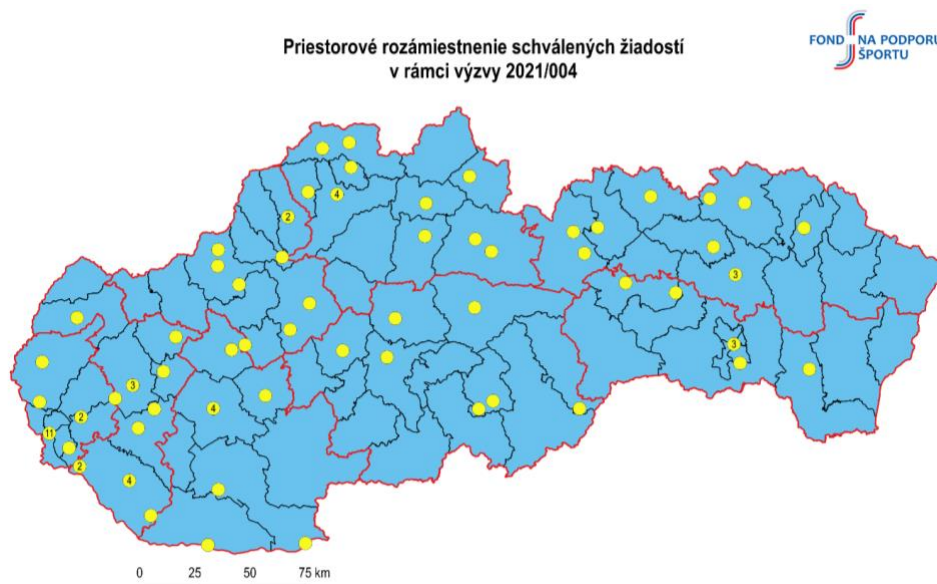 Priestorové rozámiestnenie schválených žiadostí
v rámci výzvy 2021/004
FOND NA PODPORU
ŠPORTU
4
2
3
3
3
4
2
11
2
4
0 25 50 75 km